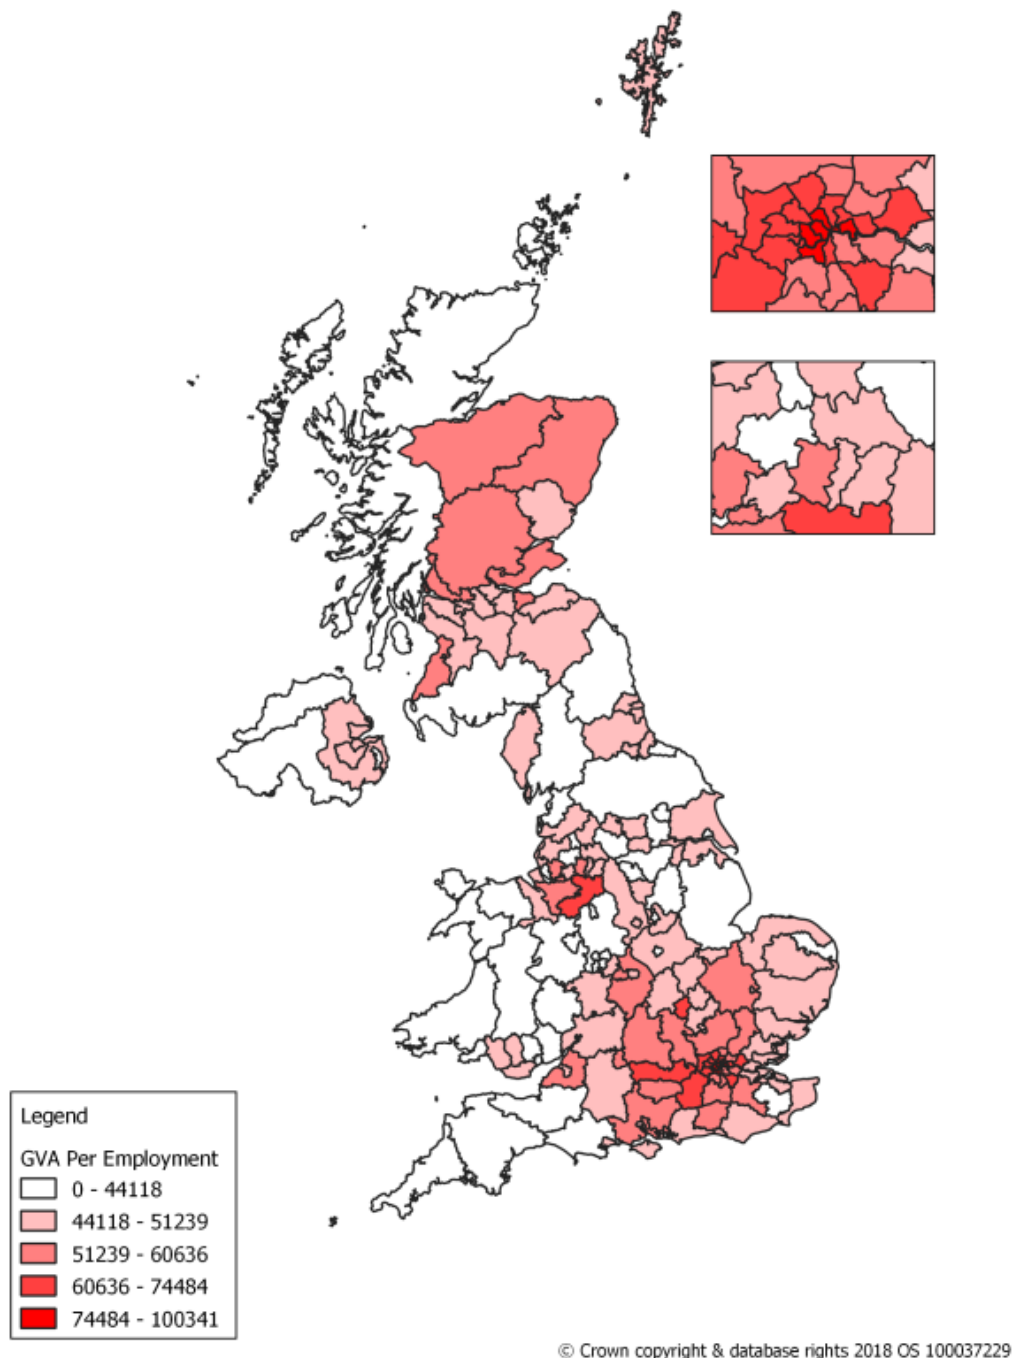 Legend
GVA Per Employment
0 - 44118
44118 - 51239
51239 - 60636
60636 - 74484
74484 - 100341
© Crown copyright & database rights 2018 OS 100037229